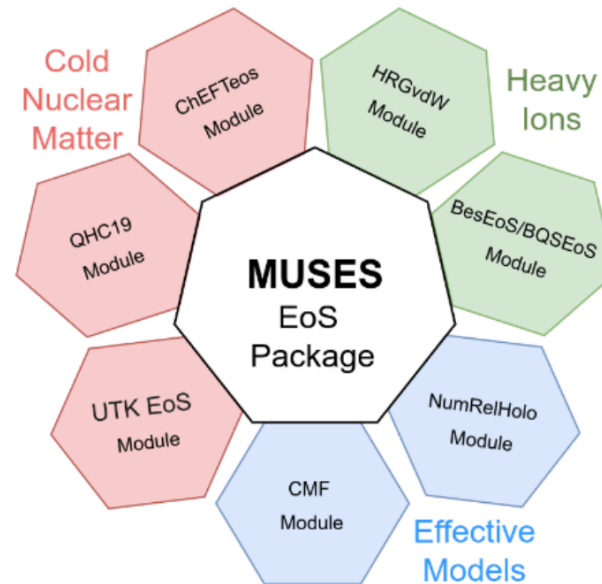 Cold
Nuclear
Matter
ChEFTeos
Module
HRGvdW
Module
Heavy
Ions
QHC19
Module
BesEoS/BQSEoS
Module
MUSES
EoS
Package
UTK EoS
Module
NumRelHolo
Module
CMF
Module
Effective
Models